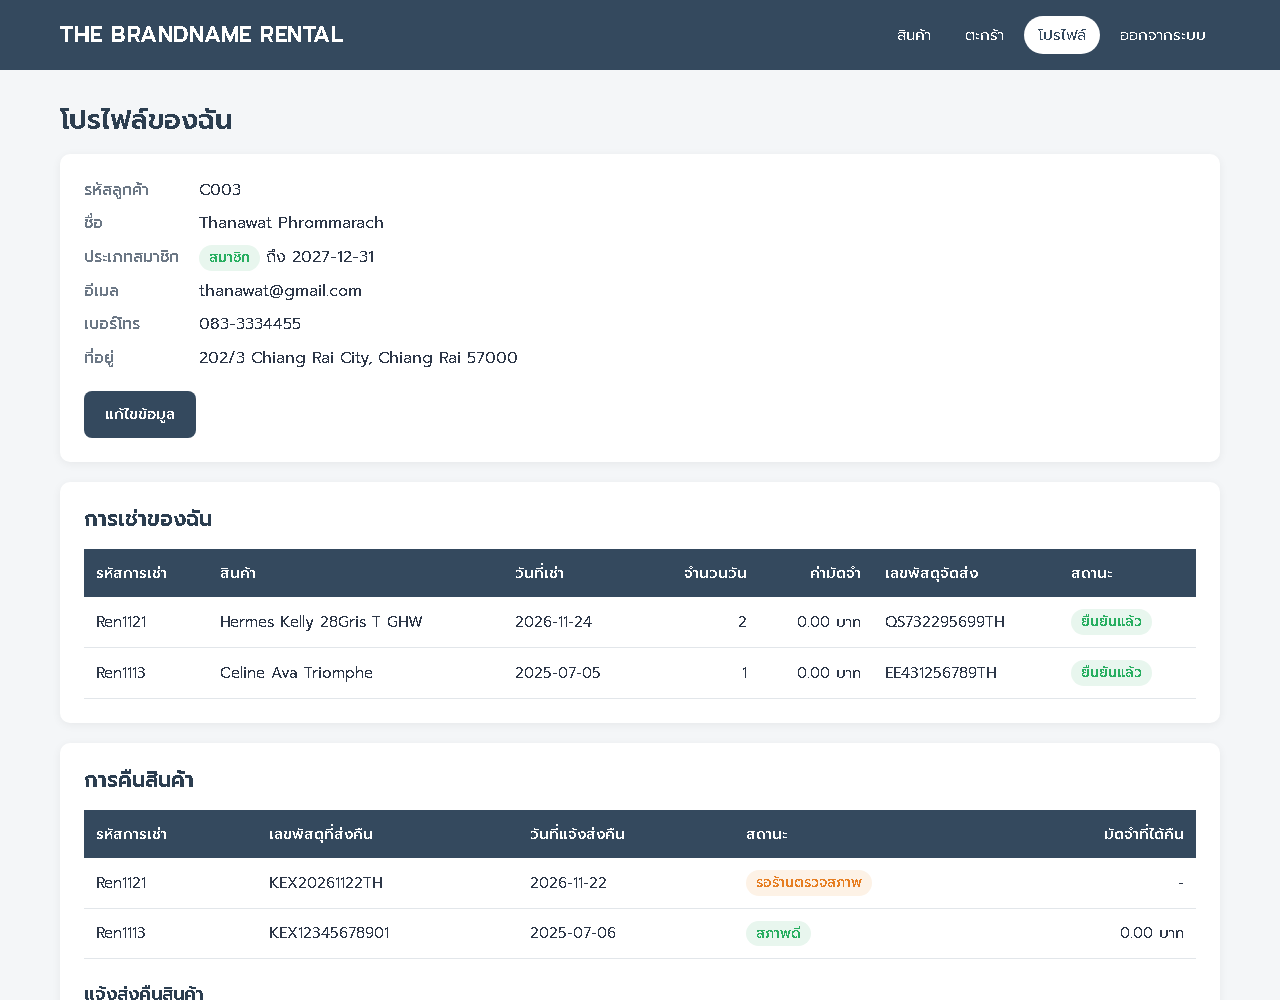 THE BRANDNAME RENTAL สินค้า ตะกร้า โปรไฟล์ ออกจากระบบ
โปรไฟล์ของฉัน
รหัสลูกค้า C003
ชื่อ Thanawat Phrommarach
ประเภทสมาชิก สมาชิก ถึง 2027-12-31
อีเมล thanawat@gmail.com
เบอร์โทร 083-3334455
ที่อยู่ 202/3 Chiang Rai City, Chiang Rai 57000
แก้ไขข้อมูล
การเช่าของฉัน
รหัสการเช่า สินค้า วันที่เช่า จำนวนวัน ค่ามัดจำ เลขพัสดุจัดส่ง สถานะ
Ren1121 Hermes Kelly 28Gris T GHW 2026-11-24 2 0.00 บาท QS732295699TH ยืนยันแล้ว
Ren1113 Celine Ava Triomphe 2025-07-05 1 0.00 บาท EE431256789TH ยืนยันแล้ว
การคืนสินค้า
รหัสการเช่า เลขพัสดุที่ส่งคืน วันที่แจ้งส่งคืน สถานะ มัดจำที่ได้คืน
Ren1121 KEX20261122TH 2026-11-22 รอร้านตรวจสภาพ -
Ren1113 KEX12345678901 2025-07-06 สภาพดี 0.00 บาท
แจ้งส่งคืนสินค้า